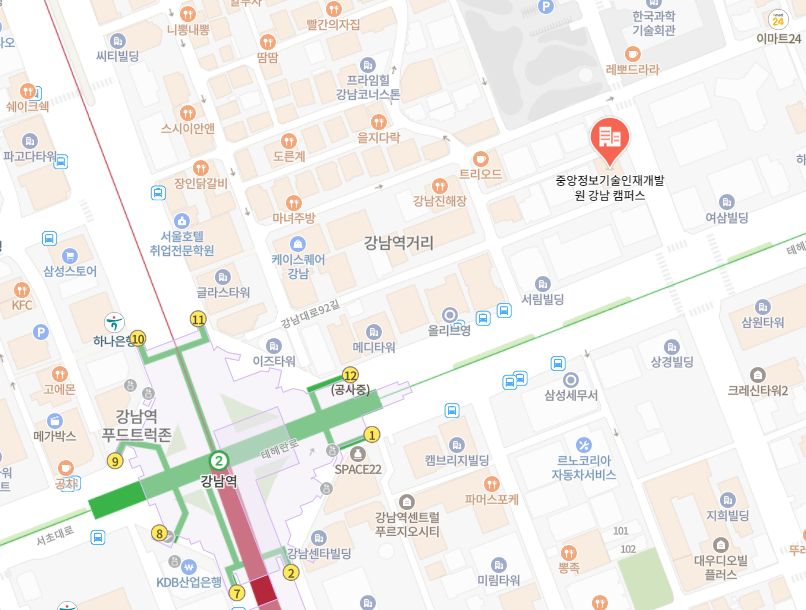 니뽕내뽕
빨간의자집
한국과학
기술회관
24
이마트24
씨티빌딩
땀땀
레뽀드라라
프라임힐
강남코너스톤
쉐이크쉑
스시이안앤
을지다락
파고다타워
도른계
트리오드
장인닭갈비
강남진해장
중앙정보기술인재개발
원 강남 캠퍼스
마녀주방
여삼빌딩
서울호텔
취업전문학원
케이스퀘어
강남
강남역거리
삼성스토어
글라스타워
서림빌딩
KFC
강남대로92길
올리브영
삼원타워
11
10
하나은행
이즈타워
메디타워
상경빌딩
고에몬
12
(공사중)
삼성세무서
크레신타워2
강남역
푸드트럭존
메가박스
1
테헤란로
9
2
강남역
SPACE22
캠브리지빌딩
르노코리아
자동차서비스
공차
파머스포케
서초대로
8
강남역센트럴
푸르지오시티
지희빌딩
강남센타빌딩
101
102
KDB산업은행
2
7
미림타워
뽕족
대우디오빌
플러스